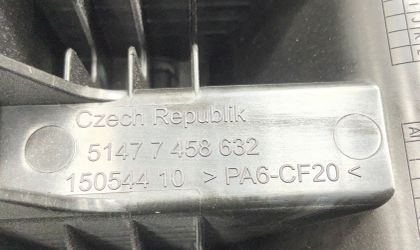 Czech Republik
5147 7 458 632
150544 10 > PA6-CF20 <